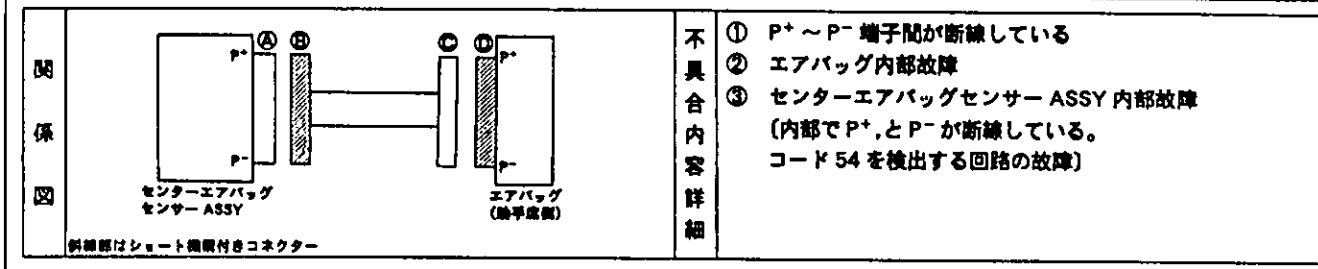 関係図
Ⓐ Ⓑ Ⓒ Ⓓ
P⁺ P⁺
P⁻ P⁻
センターエアバッグ
センサー ASSY
エアバッグ
(助手席側)
斜線部はショート機構付きコネクター
不具合内容詳細
① P⁺ ～ P⁻ 端子間が断線している
② エアバッグ内部故障
③ センターエアバッグセンサー ASSY 内部故障
〔内部で P⁺,と P⁻ が断線している。
コード 54 を検出する回路の故障〕